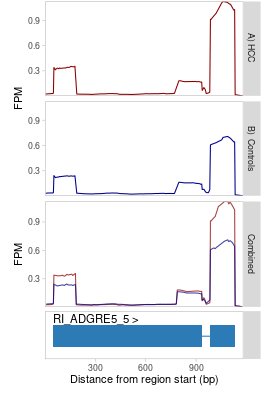 0.9
0.6
0.3
FPM
A) HCC
0.9
0.6
0.3
B) Controls
0.9
0.6
0.3
FPM
Combined
RI_ADGRE5_5 >
300 600 900
Distance from region start (bp)